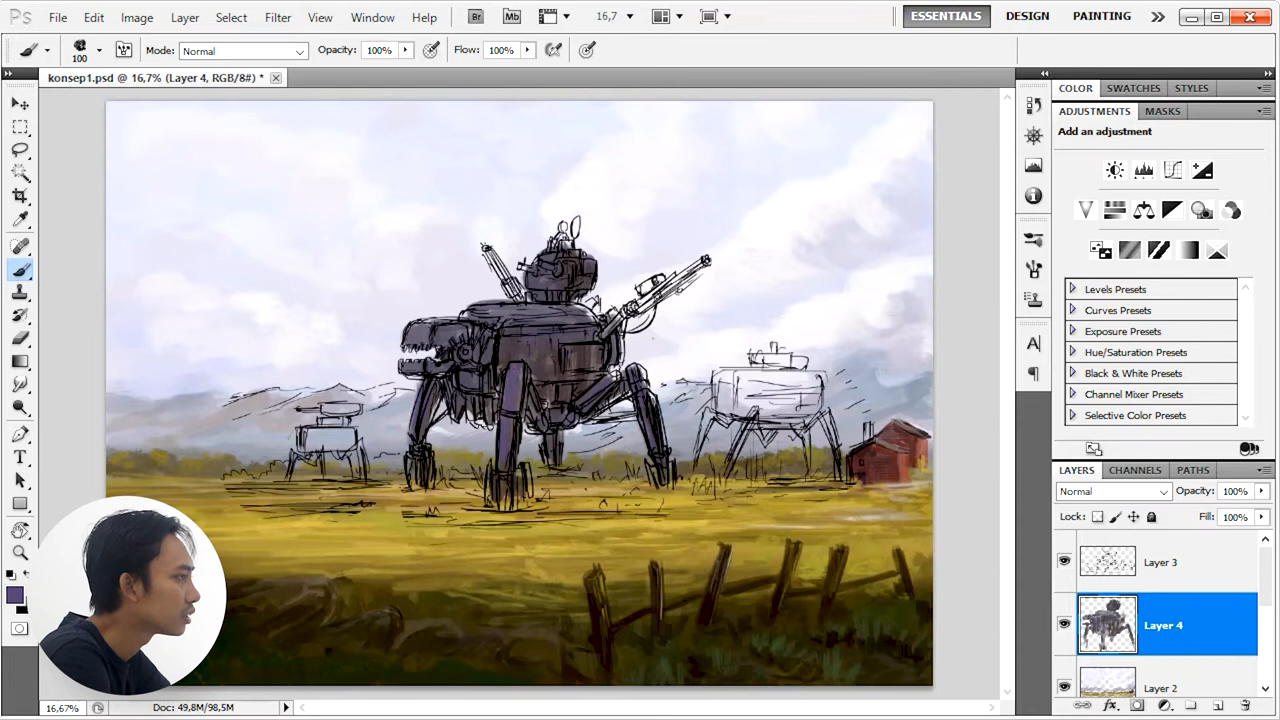 PS File Edit Image Layer Select Filter View Window Help Br Mb 16,7 ESSENTIALS DESIGN PAINTING
100 Mode: Normal Opacity: 100% Flow: 100%
konsep1.psd @ 16,7% (Layer 4, RGB/8#) *
COLOR SWATCHES STYLES
ADJUSTMENTS MASKS
Add an adjustment
Levels Presets
Curves Presets
Exposure Presets
Hue/Saturation Presets
Black & White Presets
Channel Mixer Presets
Selective Color Presets
LAYERS CHANNELS PATHS
Normal Opacity: 100%
Lock: Fill: 100%
Layer 3
Layer 4
Layer 2
16,67% Doc: 49,8M/98,5M